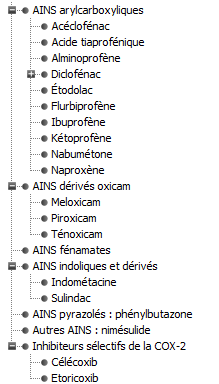 AINS arylcarboxyliques
Acéclofénac
Acide tiaprofénique
Alminoprofène
Diclofénac
Étodolac
Flurbiprofène
Ibuprofène
Kétoprofène
Nabumétone
Naproxène
AINS dérivés oxicam
Meloxicam
Piroxicam
Ténoxicam
AINS fénamates
AINS indoliques et dérivés
Indométacine
Sulindac
AINS pyrazolés : phénylbutazone
Autres AINS : nimésulide
Inhibiteurs sélectifs de la COX-2
Célécoxib
Etoricoxib